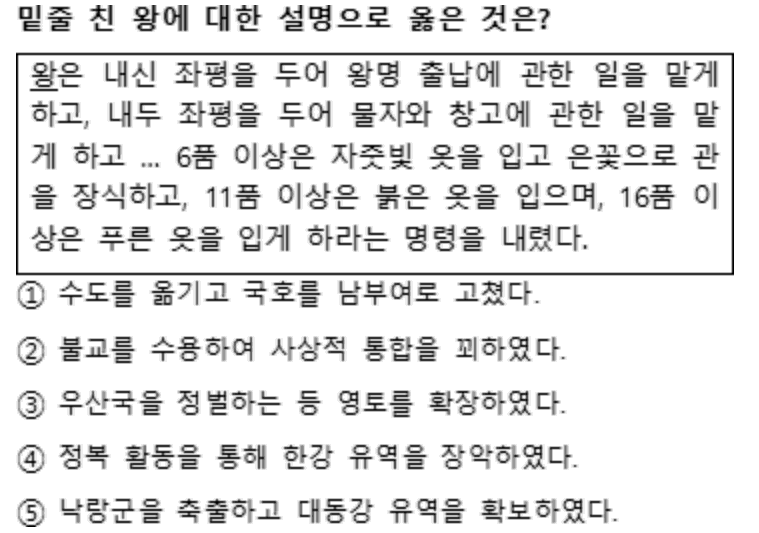 밑줄 친 왕에 대한 설명으로 옳은 것은?
왕은 내신 좌평을 두어 왕명 출납에 관한 일을 맡게
하고, 내두 좌평을 두어 물자와 창고에 관한 일을 맡
게 하고 ... 6품 이상은 자줏빛 옷을 입고 은꽃으로 관
을 장식하고, 11품 이상은 붉은 옷을 입으며, 16품 이
상은 푸른 옷을 입게 하라는 명령을 내렸다.
① 수도를 옮기고 국호를 남부여로 고쳤다.
② 불교를 수용하여 사상적 통합을 꾀하였다.
③ 우산국을 정벌하는 등 영토를 확장하였다.
④ 정복 활동을 통해 한강 유역을 장악하였다.
⑤ 낙랑군을 축출하고 대동강 유역을 확보하였다.